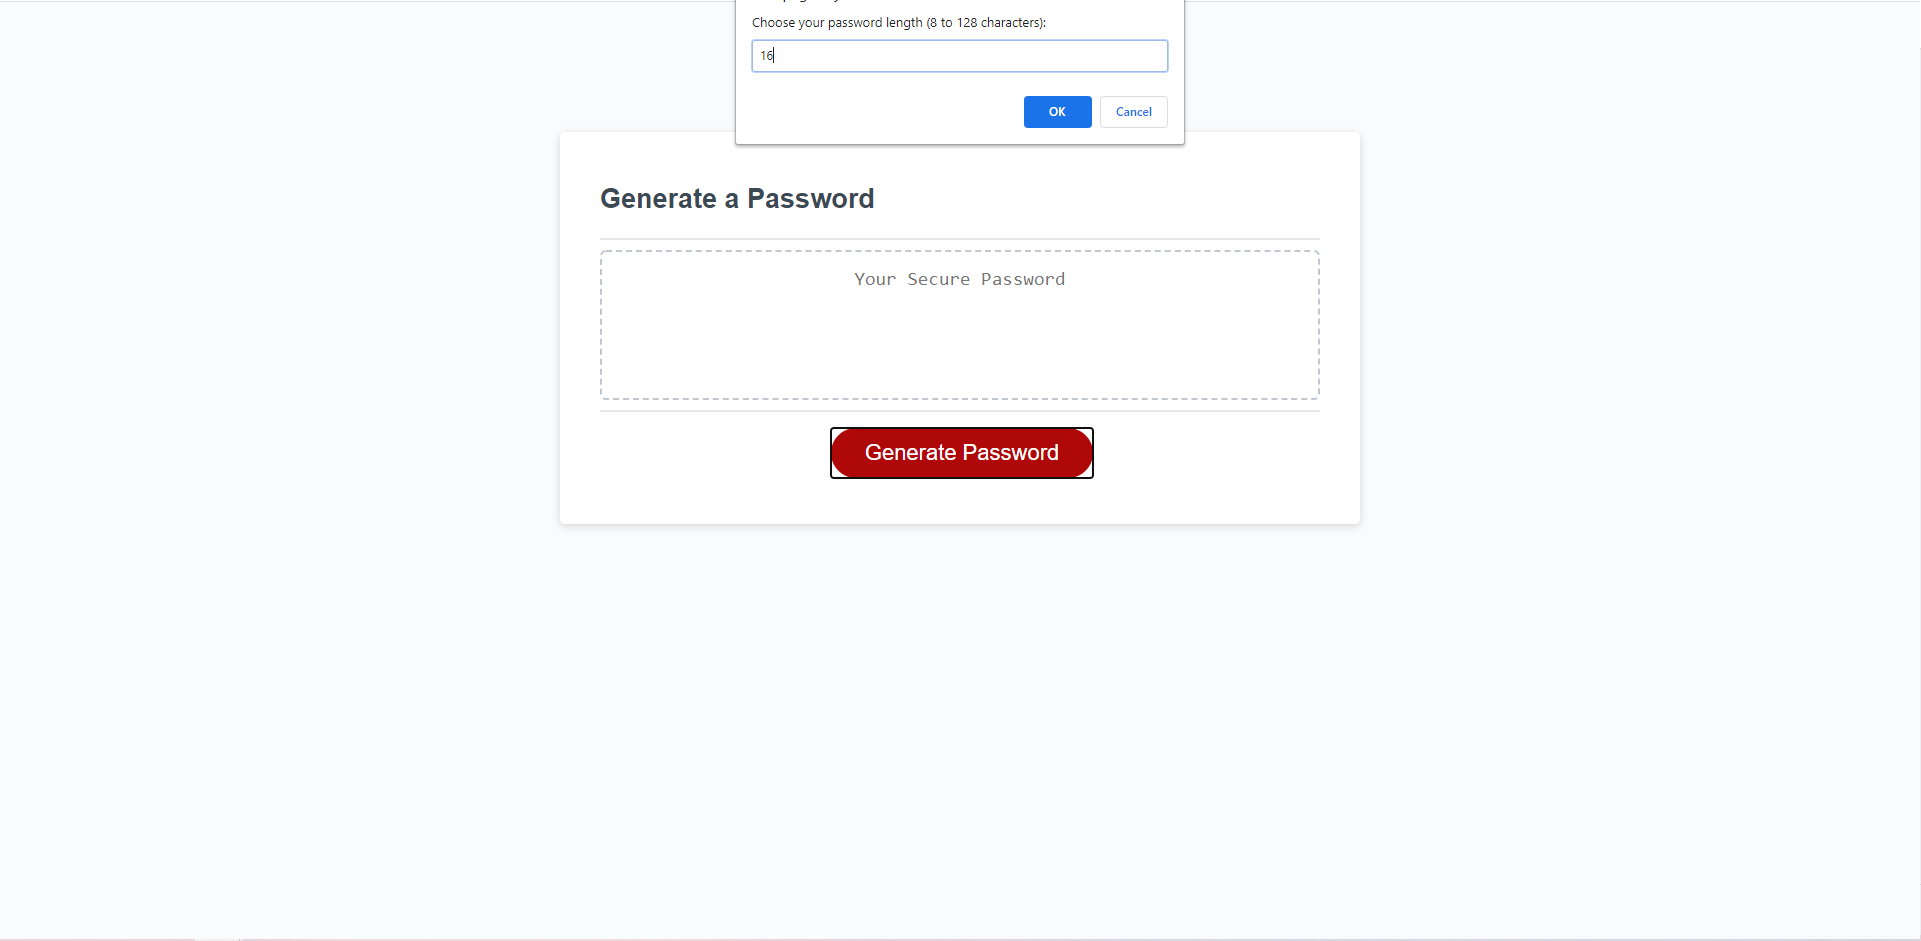 Choose your password length (8 to 128 characters):
16
OK
Cancel
Generate a Password
Your Secure Password
Generate Password